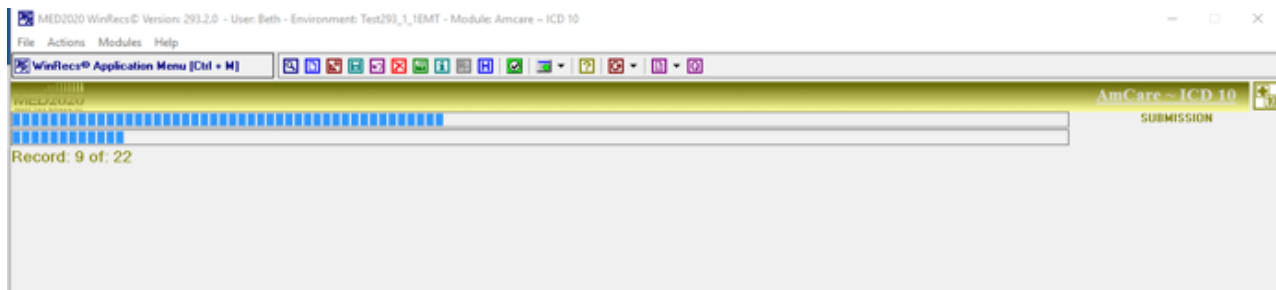 MED2020 WinRecs© Version: 293.2.0 - User: Beth - Environment: Test293_1_1EMT - Module: Amcare ~ ICD 10
File Actions Modules Help
WinRecs© Application Menu [Ctrl + M]
MED2020
AmCare ~ ICD 10
SUBMISSION
Record: 9 of: 22